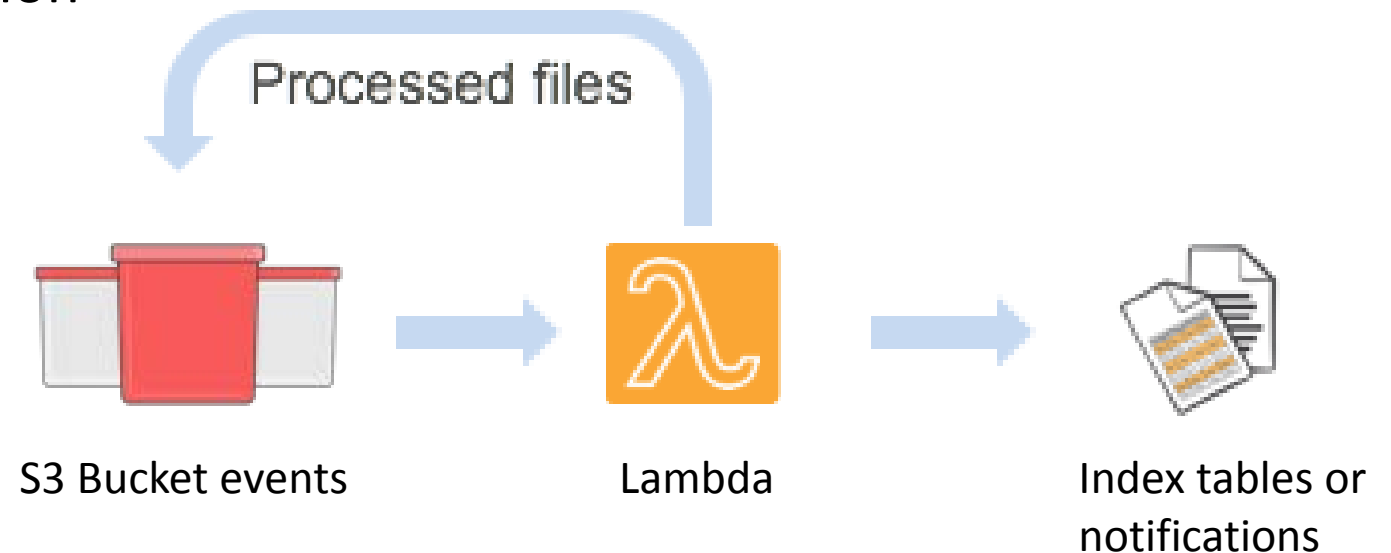 Processed files
S3 Bucket events
Lambda
Index tables or
notifications